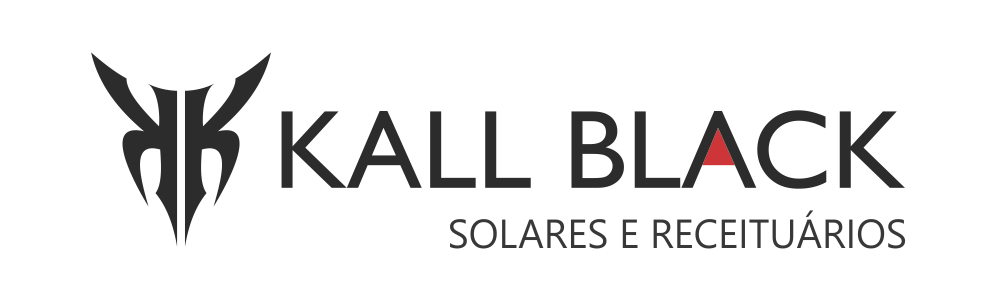 KALL BLACK
SOLARES E RECEITUÁRIOS